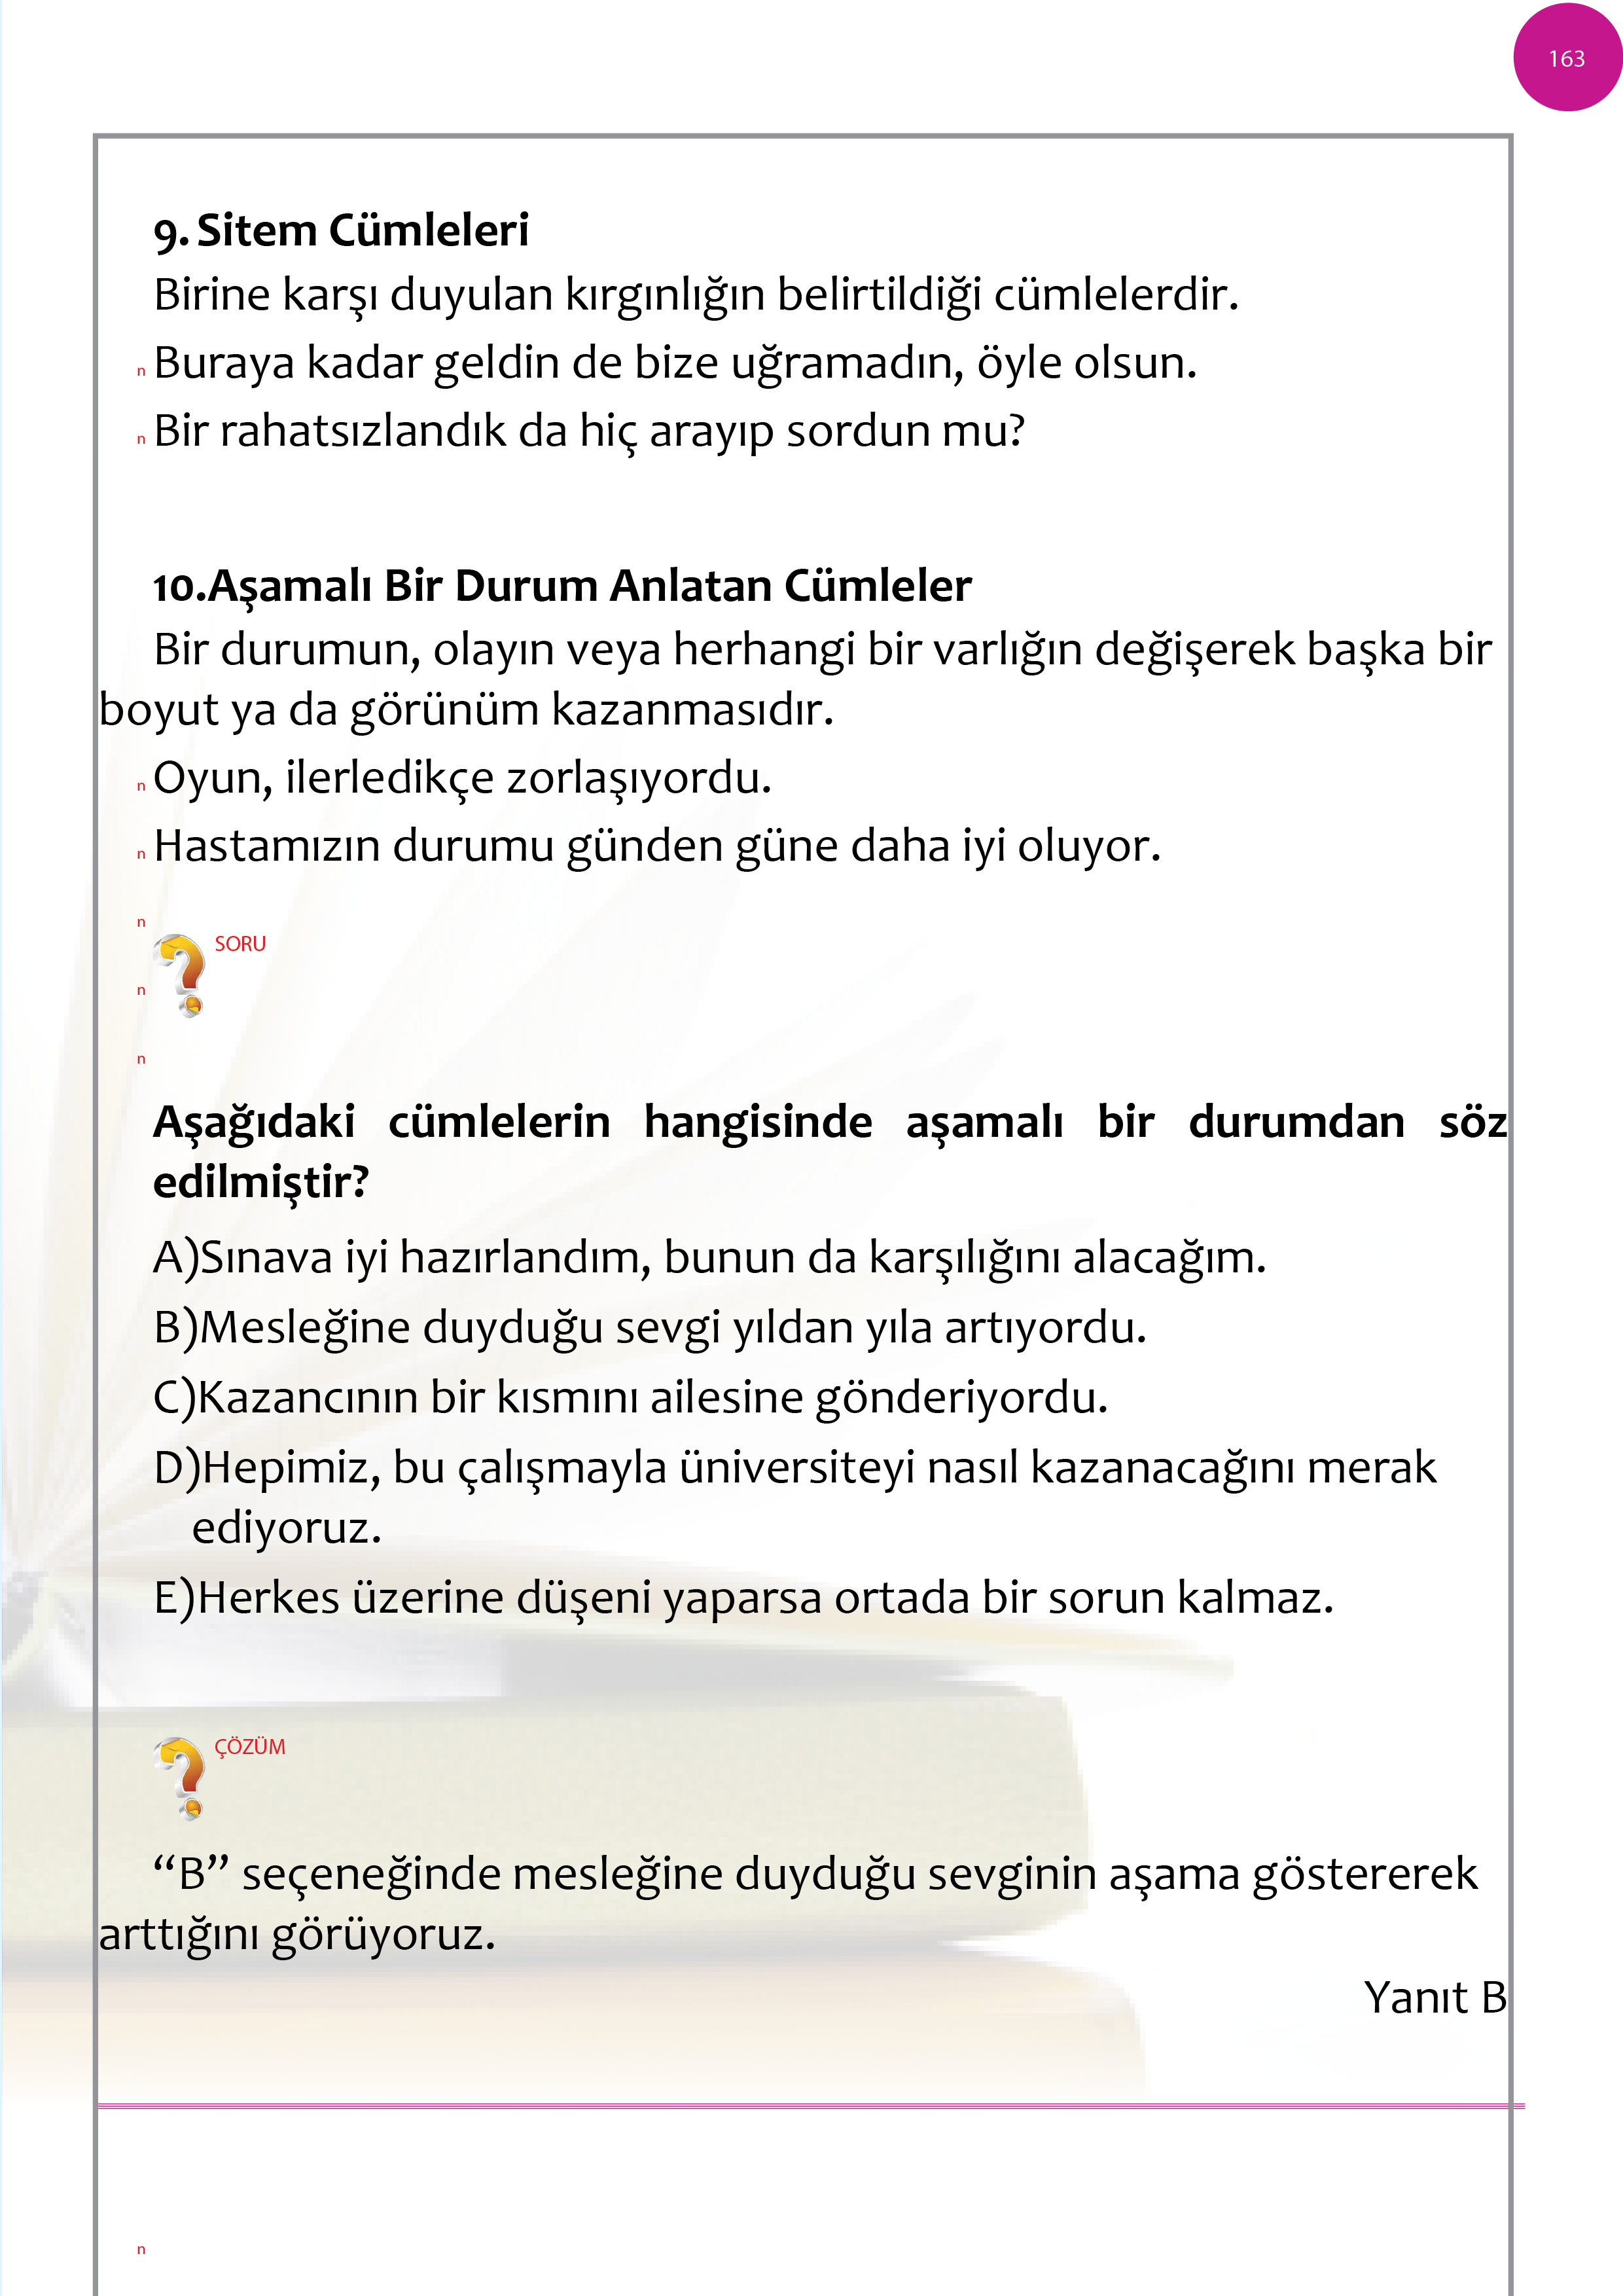 163
9. Sitem Cümleleri
Birine karşı duyulan kırgınlığın belirtildiği cümlelerdir.
n Buraya kadar geldin de bize uğramadın, öyle olsun.
n Bir rahatsızlandık da hiç arayıp sordun mu?
10.Aşamalı Bir Durum Anlatan Cümleler
Bir durumun, olayın veya herhangi bir varlığın değişerek başka bir
boyut ya da görünüm kazanmasıdır.
n Oyun, ilerledikçe zorlaşıyordu.
n Hastamızın durumu günden güne daha iyi oluyor.
n
SORU
n
n
Aşağıdaki cümlelerin hangisinde aşamalı bir durumdan söz
edilmiştir?
A)Sınava iyi hazırlandım, bunun da karşılığını alacağım.
B)Mesleğine duyduğu sevgi yıldan yıla artıyordu.
C)Kazancının bir kısmını ailesine gönderiyordu.
D)Hepimiz, bu çalışmayla üniversiteyi nasıl kazanacağını merak
ediyoruz.
E)Herkes üzerine düşeni yaparsa ortada bir sorun kalmaz.
ÇÖZÜM
“B” seçeneğinde mesleğine duyduğu sevginin aşama göstererek
arttığını görüyoruz.
Yanıt B
n